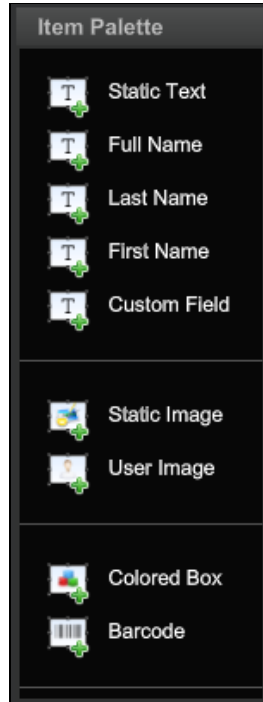 Item Palette
Static Text
Full Name
Last Name
First Name
Custom Field
Static Image
User Image
Colored Box
Barcode